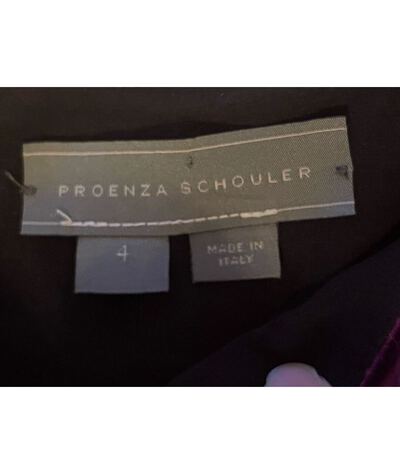 PROENZA SCHOULER
4
MADE IN
ITALY